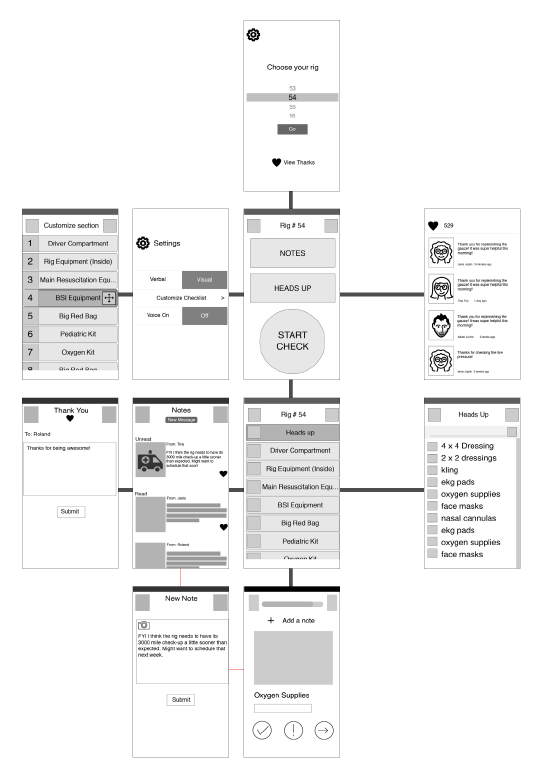 Choose your rig
53
54
55
56
Go
View Thanks
Customize section
1 Driver Compartment
2 Rig Equipment (Inside)
3 Main Resuscitation Equ...
4 BSI Equipment
5 Big Red Bag
6 Pediatric Kit
7 Oxygen Kit
8 Big Red Bag
Settings
Verbal Visual
Customize Checklist >
Voice On Off
Rig # 54
NOTES
HEADS UP
START
CHECK
529
Thank you for replenishing the
gauze! It was super helpful this
morning!!
Janis Joplin 3 minutes ago
Thank you for replenishing the
gauze! It was super helpful this
morning!!
Tina Fey 1 day ago
Thank you for replenishing the
gauze! It was super helpful this
morning!!
2 weeks ago
Thanks for checking the tire
pressure!
Janis Joplin 3 weeks ago
Thank You
To: Roland
Thanks for being awesome!
Submit
Notes
New Message
Unread
From: Tina
FYI I think the rig needs to have its
3000 mile check-up a little sooner
than expected. Might want to
schedule that soon!
Read
From: Janis
From: Roland
Rig # 54
Heads up
Driver Compartment
Rig Equipment (Inside)
Main Resuscitation Equ...
BSI Equipment
Big Red Bag
Pediatric Kit
Oxygen Kit
Heads Up
4 x 4 Dressing
2 x 2 dressings
kling
ekg pads
oxygen supplies
face masks
nasal cannulas
ekg pads
oxygen supplies
face masks
New Note
FYI I think the rig needs to have its
3000 mile check-up a little sooner than
expected. Might want to schedule that
next week.
Submit
+ Add a note
Oxygen Supplies